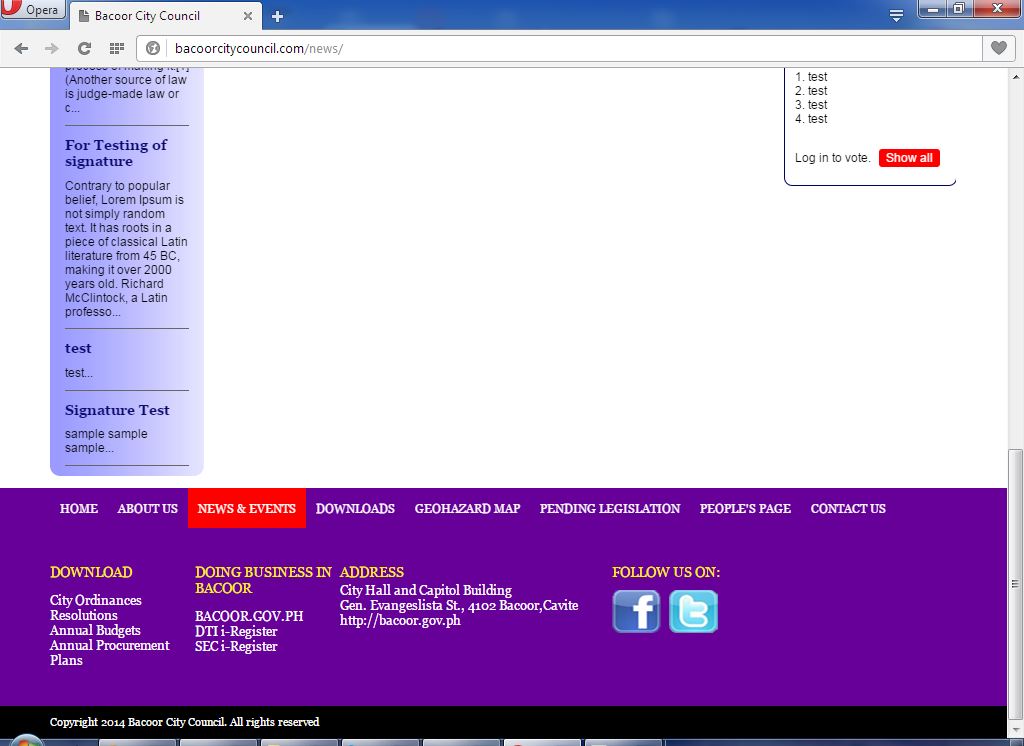 Opera
Bacoor City Council
bacoorcitycouncil.com/news/
process of making it.[1]
(Another source of law
is judge-made law or
c...
For Testing of
signature
Contrary to popular
belief, Lorem Ipsum is
not simply random
text. It has roots in a
piece of classical Latin
literature from 45 BC,
making it over 2000
years old. Richard
McClintock, a Latin
professo...
test
test...
Signature Test
sample sample
sample...
1. test
2. test
3. test
4. test
Log in to vote. Show all
HOME ABOUT US NEWS & EVENTS DOWNLOADS GEOHAZARD MAP PENDING LEGISLATION PEOPLE'S PAGE CONTACT US
DOWNLOAD
City Ordinances
Resolutions
Annual Budgets
Annual Procurement
Plans
DOING BUSINESS IN
BACOOR
BACOOR.GOV.PH
DTI i-Register
SEC i-Register
ADDRESS
City Hall and Capitol Building
Gen. Evangeslista St., 4102 Bacoor,Cavite
http://bacoor.gov.ph
FOLLOW US ON:
Copyright 2014 Bacoor City Council. All rights reserved